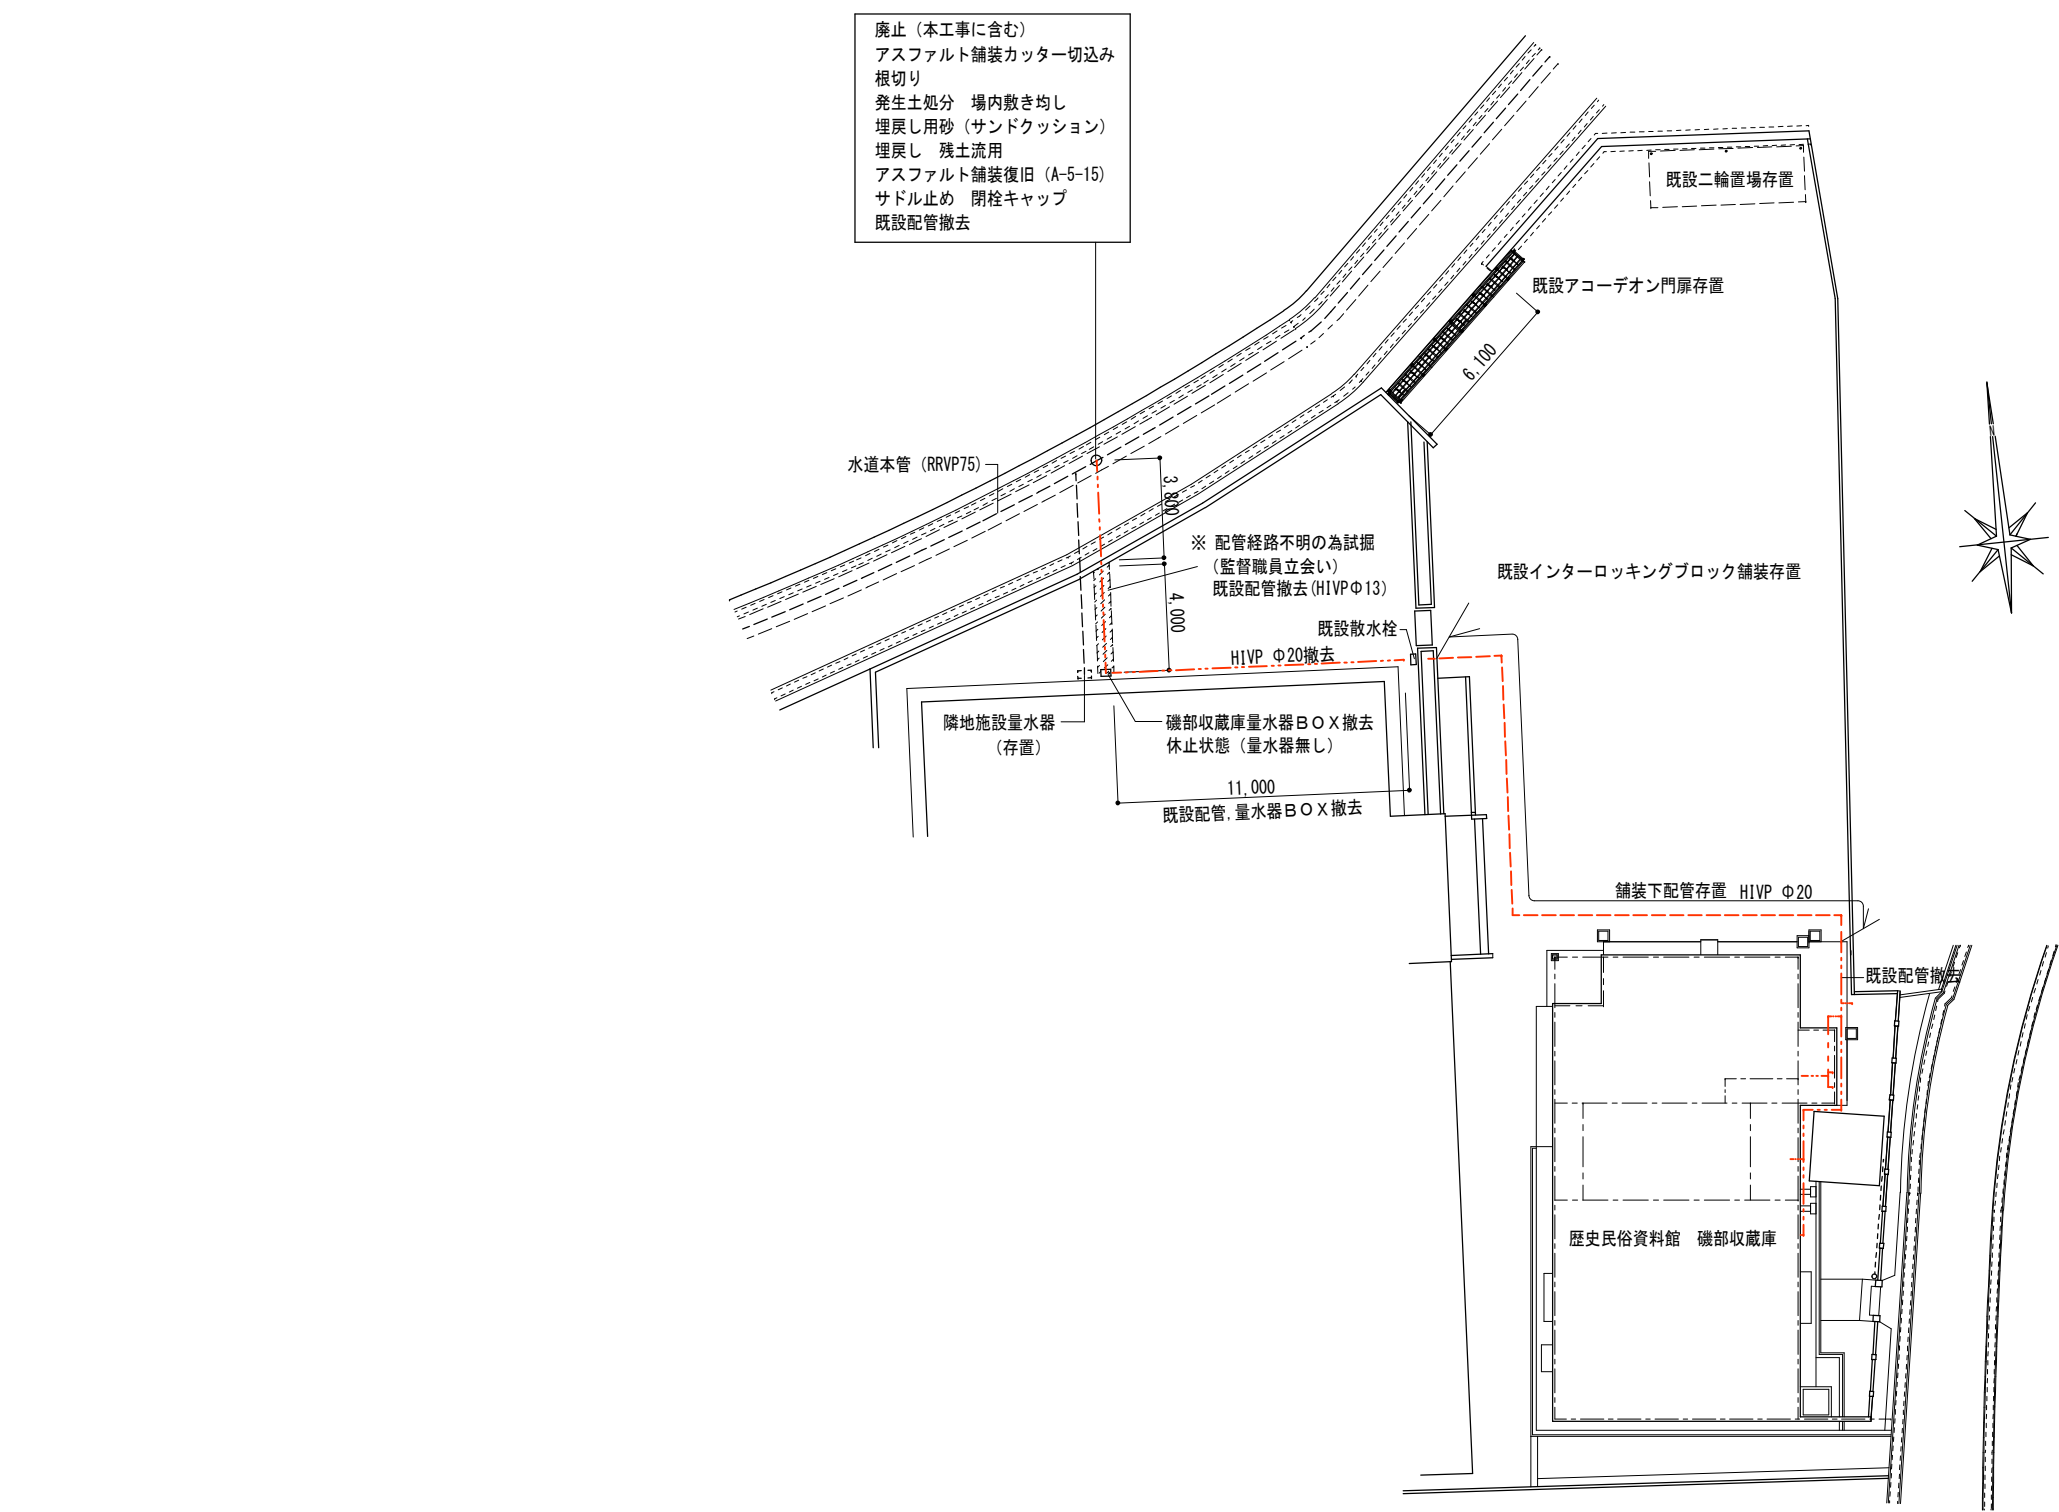 廃止（本工事に含む）
アスファルト舗装カッター切込み
根切り
発生土処分　場内敷き均し
埋戻し用砂（サンドクッション）
埋戻し　残土流用
アスファルト舗装復旧（A-5-15）
サドル止め　閉栓キャップ
既設配管撤去
既設二輪置場存置
既設アコーデオン門扉存置
6,100
水道本管（RRVP75）
3,800
※ 配管経路不明の為試掘
（監督職員立会い）
既設配管撤去(HIVPΦ13)
4,000
既設インターロッキングブロック舗装存置
既設散水栓
HIVP Φ20撤去
隣地施設量水器
（存置）
磯部収蔵庫量水器ＢＯＸ撤去
休止状態（量水器無し）
11,000
既設配管,量水器ＢＯＸ撤去
舗装下配管存置 HIVP Φ20
既設配管撤去
歴史民俗資料館　磯部収蔵庫